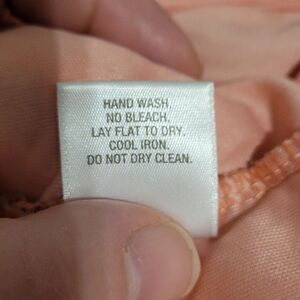 HAND WASH,
NO BLEACH,
LAY FLAT TO DRY,
COOL IRON,
DO NOT DRY CLEAN.